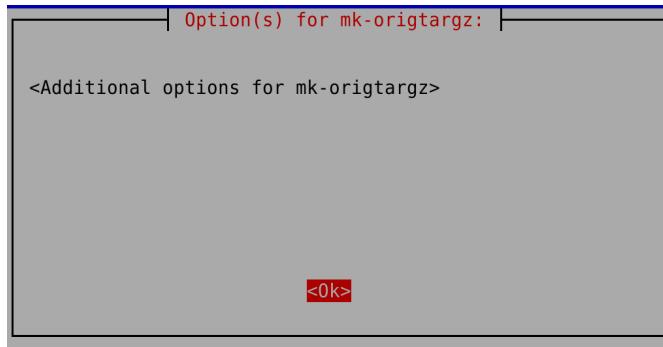 Option(s) for mk-origtargz:
<Additional options for mk-origtargz>
<Ok>